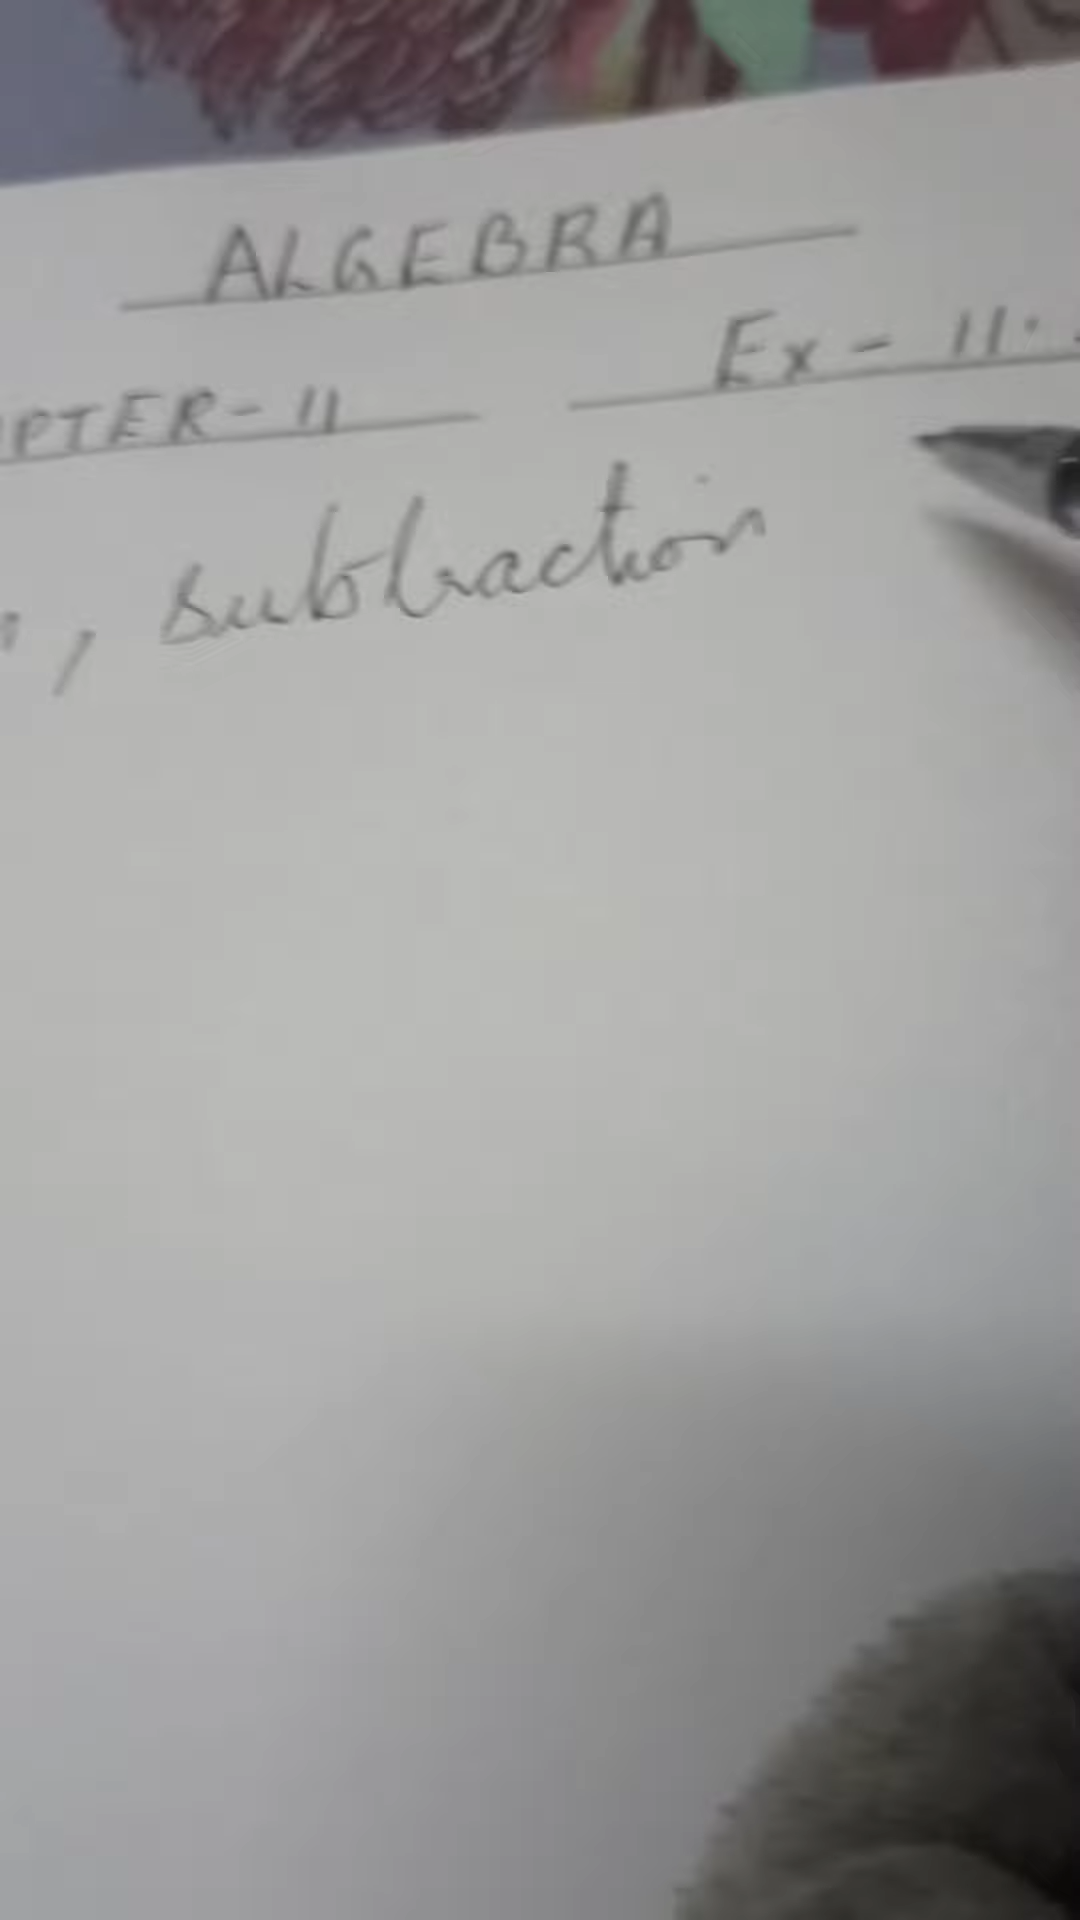 ALGEBRA
PTER-11 Ex - 11.
, subtraction